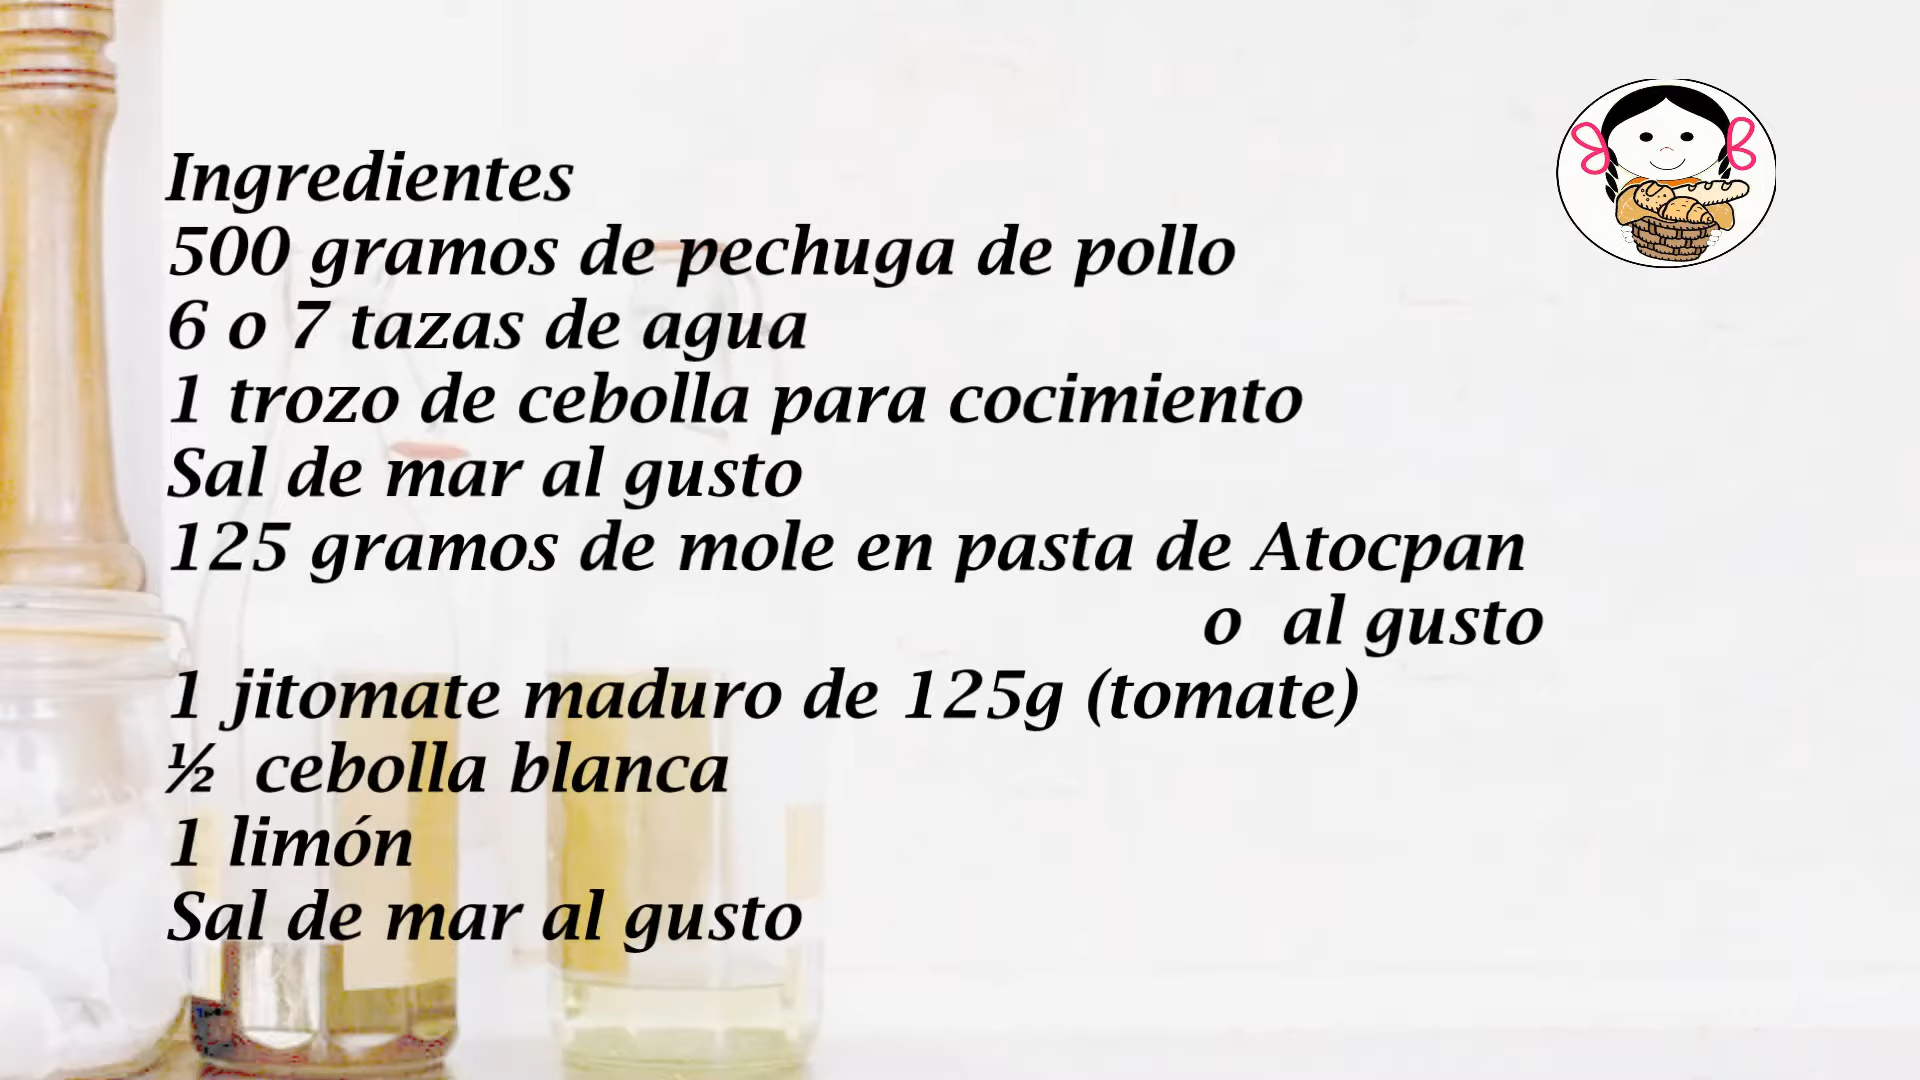 Ingredientes
500 gramos de pechuga de pollo
6 o 7 tazas de agua
1 trozo de cebolla para cocimiento
Sal de mar al gusto
125 gramos de mole en pasta de Atocpan
o al gusto
1 jitomate maduro de 125g (tomate)
½ cebolla blanca
1 limón
Sal de mar al gusto